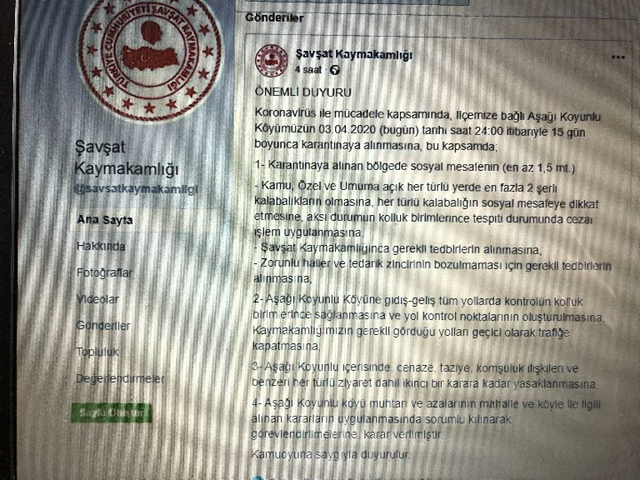 TÜRKİYE CUMHURİYETİ ŞAVŞAT KAYMAKAMLIĞI
Şavşat
Kaymakamlığı
@savsatkaymakamligi
Ana Sayfa
Hakkında
Fotoğraflar
Videolar
Gönderiler
Topluluk
Değerlendirmeler
Sayfa Oluştur
Gönderiler
Şavşat Kaymakamlığı
4 saat
ÖNEMLİ DUYURU
Koronavirüs ile mücadele kapsamında, İlçemize bağlı Aşağı Koyunlu
Köyümüzün 03.04.2020 (bugün) tarihi saat 24:00 itibariyle 15 gün
boyunca karantinaya alınmasına, bu kapsamda;
1- Karantinaya alınan bölgede sosyal mesafenin (en az 1,5 mt.)
- Kamu, Özel ve Umuma açık her türlü yerde en fazla 2 şerli
kalabalıkların olmasına, her türlü kalabalığın sosyal mesafeye dikkat
etmesine, aksi durumun kolluk birimlerince tespiti durumunda cezai
işlem uygulanmasına,
- Şavşat Kaymakamlığınca gerekli tedbirlerin alınmasına,
- Zorunlu haller ve tedarik zincirinin bozulmaması için gerekli tedbirlerin
alınmasına,
2- Aşağı Koyunlu Köyüne gidiş-geliş tüm yollarda kontrolün kolluk
birimlerince sağlanmasına ve yol kontrol noktalarının oluşturulmasına,
Kaymakamlığımızın gerekli gördüğü yolları geçici olarak trafiğe
kapatmasına,
3- Aşağı Koyunlu içerisinde, cenaze, taziye, komşuluk ilişkileri ve
benzeri her türlü ziyaret dahil ikinci bir karara kadar yasaklanmasına
4- Aşağı Koyunlu köyü muhtarı ve azalarının mahalle ve köyle ile ilgili
alınan kararların uygulanmasında sorumlu kılınarak
görevlendirilmelerine, karar verilmiştir
Kamuoyuna saygıyla duyurulur.